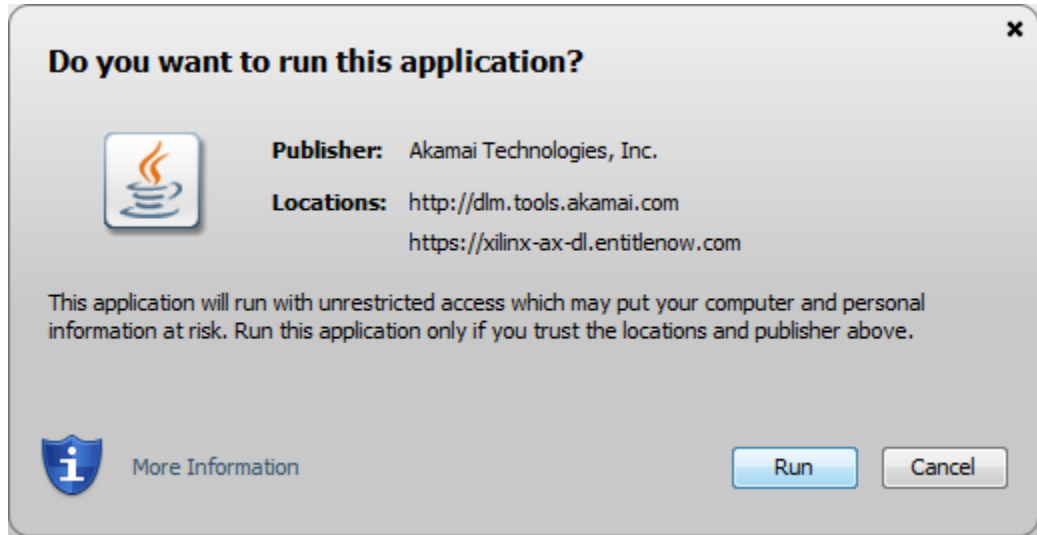 Do you want to run this application?
Publisher: Akamai Technologies, Inc.
Locations: http://dlm.tools.akamai.com
https://xilinx-ax-dl.entitlenow.com
This application will run with unrestricted access which may put your computer and personal
information at risk. Run this application only if you trust the locations and publisher above.
More Information
Run
Cancel